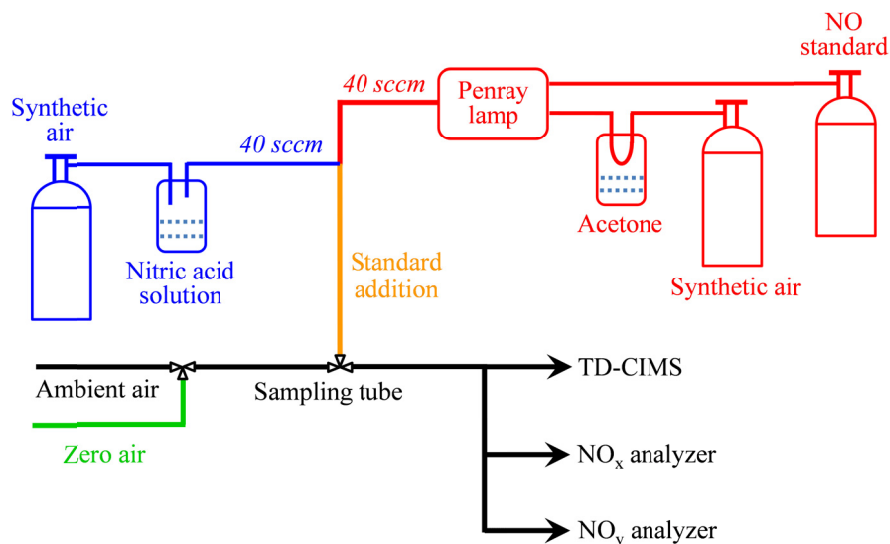 NO
standard
40 sccm
Penray
lamp
Synthetic
air
40 sccm
Acetone
Nitric acid
solution
Standard
addition
Synthetic air
Ambient air
Sampling tube
TD-CIMS
Zero air
NOx analyzer
NOy analyzer